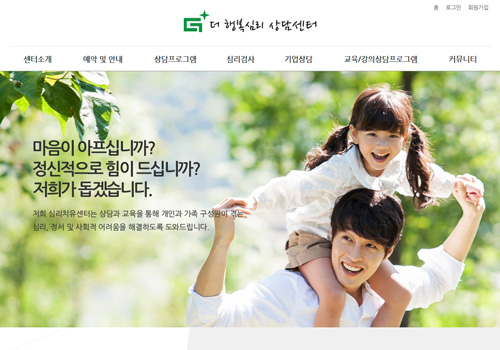 홈 로그인 회원가입
더 행복심리 상담센터
센터소개 예약 및 안내 상담프로그램 심리검사 기업상담 교육/강의상담프로그램 커뮤니티
마음이 아프십니까?
정신적으로 힘이 드십니까?
저희가 돕겠습니다.
저희 심리치유센터는 상담과 교육을 통해 개인과 가족 구성원이 겪는
심리, 정서 및 사회적 어려움을 해결하도록 도와드립니다.